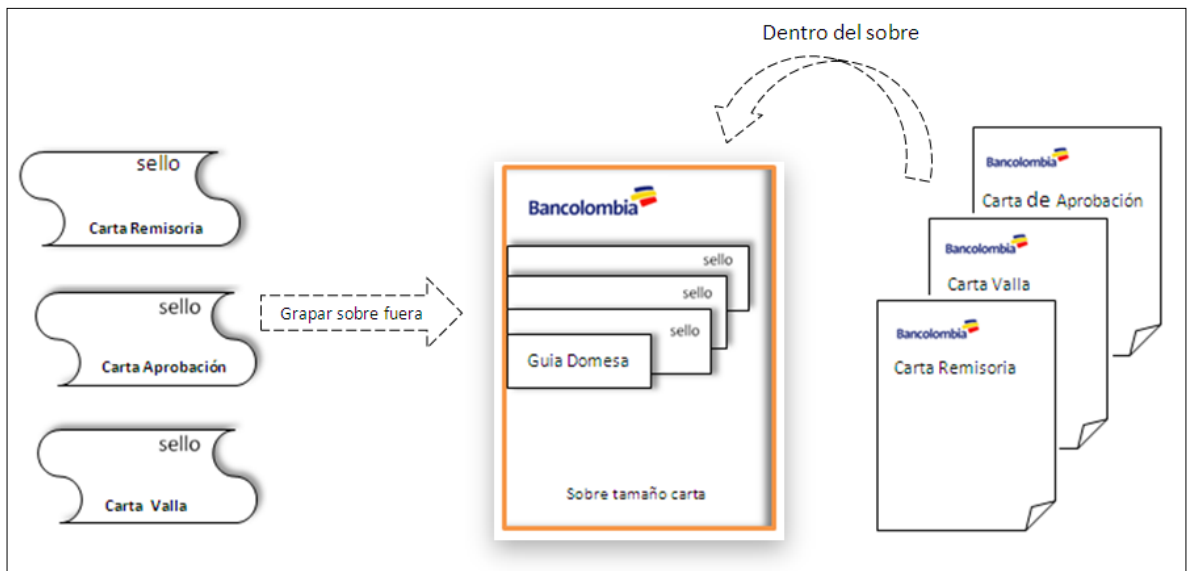 Dentro del sobre
sello
Carta Remisoria
sello
Carta Aprobación
sello
Carta Valla
Grapar sobre fuera
Bancolombia
sello
sello
sello
Guia Domesa
Sobre tamaño carta
Bancolombia
Carta de Aprobación
Bancolombia
Carta Valla
Bancolombia
Carta Remisoria